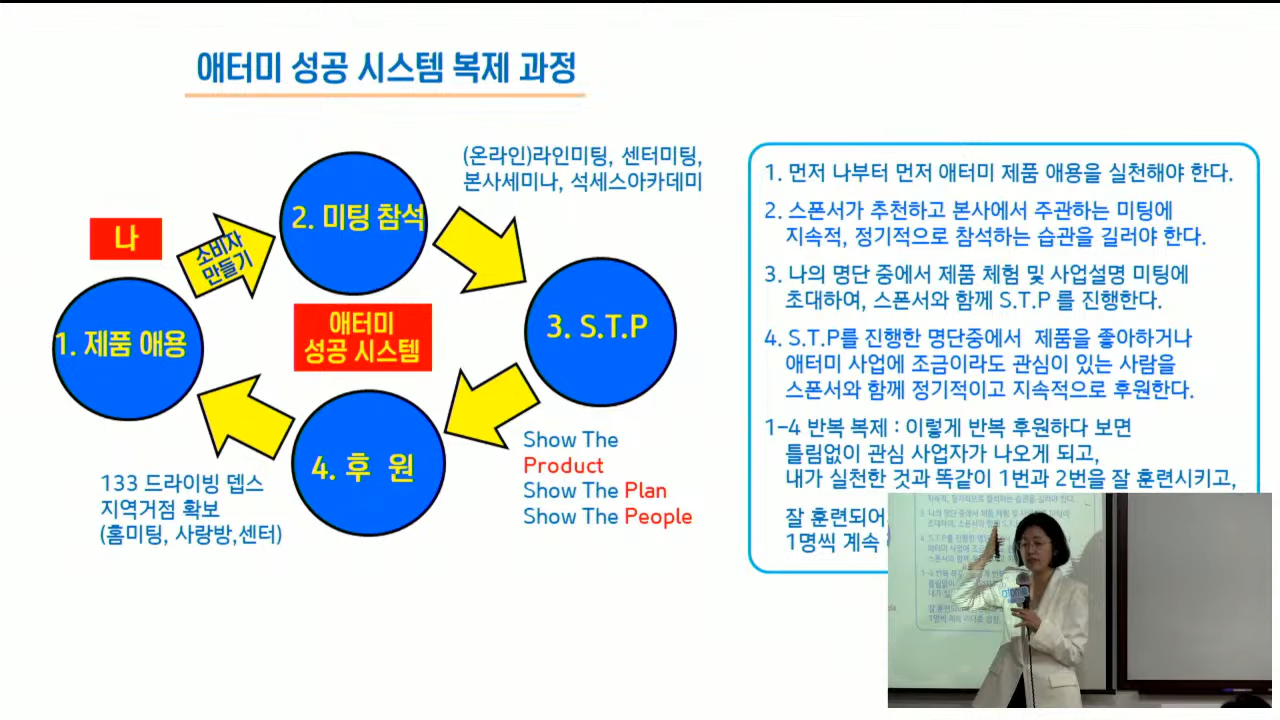 애터미 성공 시스템 복제 과정
(온라인)라인미팅, 센터미팅,
본사세미나, 석세스아카데미
나
소비자
만들기
2. 미팅 참석
1. 제품 애용
애터미
성공 시스템
3. S.T.P
4. 후 원
Show The
Product
Show The Plan
Show The People
133 드라이빙 뎁스
지역거점 확보
(홈미팅, 사랑방,센터)
1. 먼저 나부터 먼저 애터미 제품 애용을 실천해야 한다.
2. 스폰서가 추천하고 본사에서 주관하는 미팅에
지속적, 정기적으로 참석하는 습관을 길러야 한다.
3. 나의 명단 중에서 제품 체험 및 사업설명 미팅에
초대하여, 스폰서와 함께 S.T.P 를 진행한다.
4. S.T.P를 진행한 명단중에서 제품을 좋아하거나
애터미 사업에 조금이라도 관심이 있는 사람을
스폰서와 함께 정기적이고 지속적으로 후원한다.
1-4 반복 복제 : 이렇게 반복 후원하다 보면
틀림없이 관심 사업자가 나오게 되고,
내가 실천한 것과 똑같이 1번과 2번을 잘 훈련시키고,
잘 훈련되어
1명씩 계속